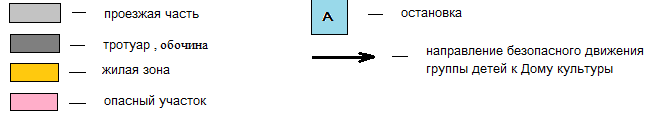 — проезжая часть
— тротуар , обочина
— жилая зона
— опасный участок
А — остановка
— направление безопасного движения
группы детей к Дому культуры